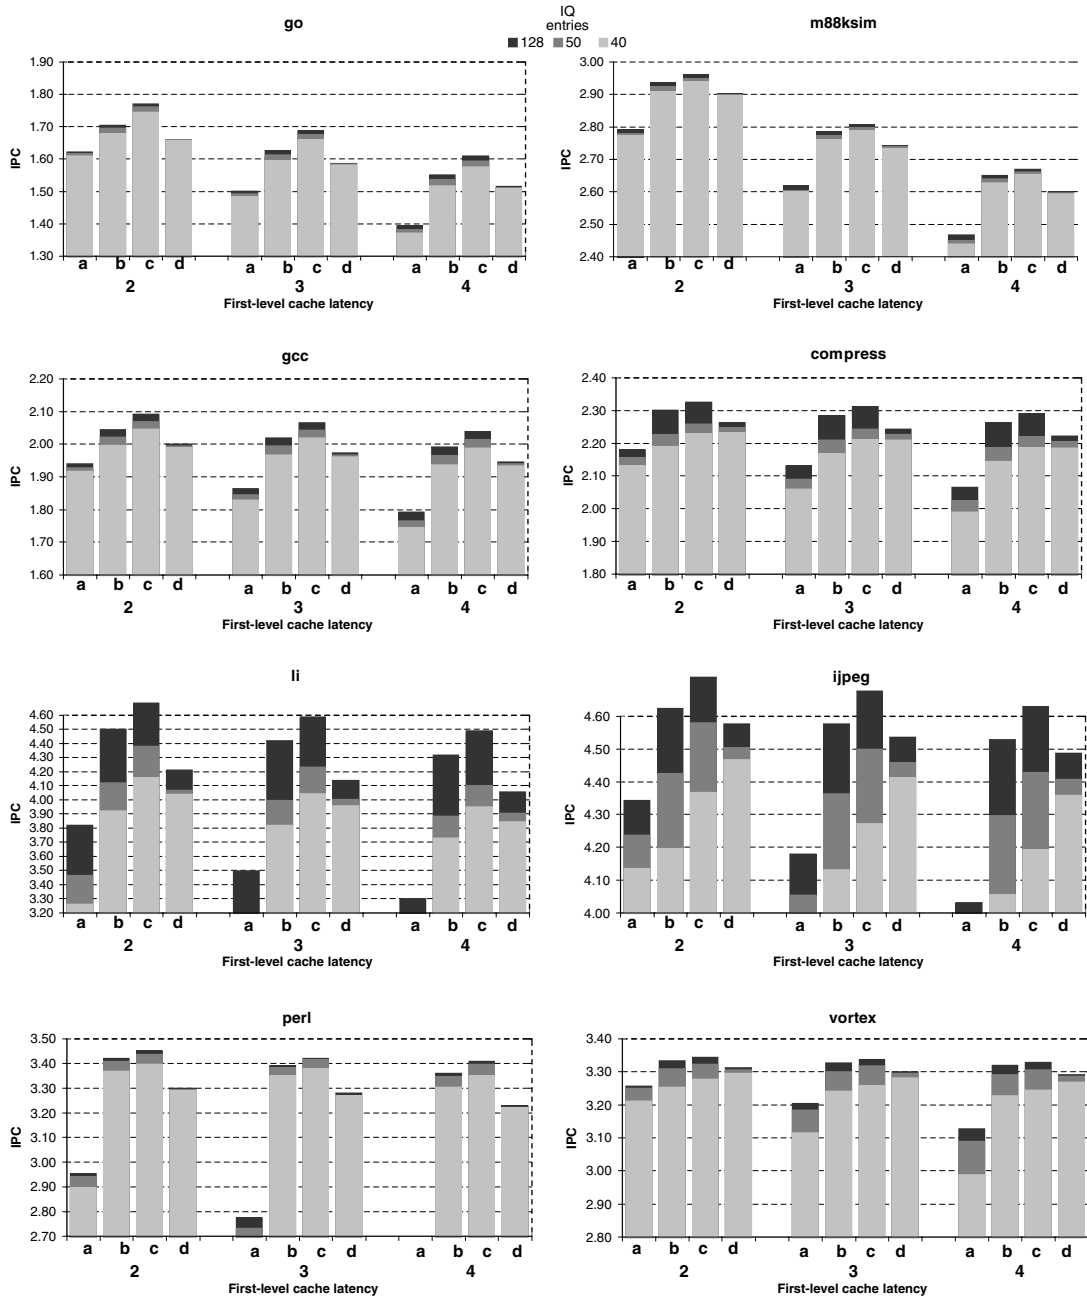 IQ
entries
128 50 40
go
IPC
1.90
1.80
1.70
1.60
1.50
1.40
1.30
a b c d a b c d a b c d
2 3 4
First-level cache latency
m88ksim
IPC
3.00
2.90
2.80
2.70
2.60
2.50
2.40
a b c d a b c d a b c d
2 3 4
First-level cache latency
gcc
IPC
2.20
2.10
2.00
1.90
1.80
1.70
1.60
a b c d a b c d a b c d
2 3 4
First-level cache latency
compress
IPC
2.40
2.30
2.20
2.10
2.00
1.90
1.80
a b c d a b c d a b c d
2 3 4
First-level cache latency
li
IPC
4.60
4.50
4.40
4.30
4.20
4.10
4.00
3.90
3.80
3.70
3.60
3.50
3.40
3.30
3.20
a b c d a b c d a b c d
2 3 4
First-level cache latency
ijpeg
IPC
4.60
4.50
4.40
4.30
4.20
4.10
4.00
a b c d a b c d a b c d
2 3 4
First-level cache latency
perl
IPC
3.50
3.40
3.30
3.20
3.10
3.00
2.90
2.80
2.70
a b c d a b c d a b c d
2 3 4
First-level cache latency
vortex
IPC
3.40
3.30
3.20
3.10
3.00
2.90
2.80
a b c d a b c d a b c d
2 3 4
First-level cache latency